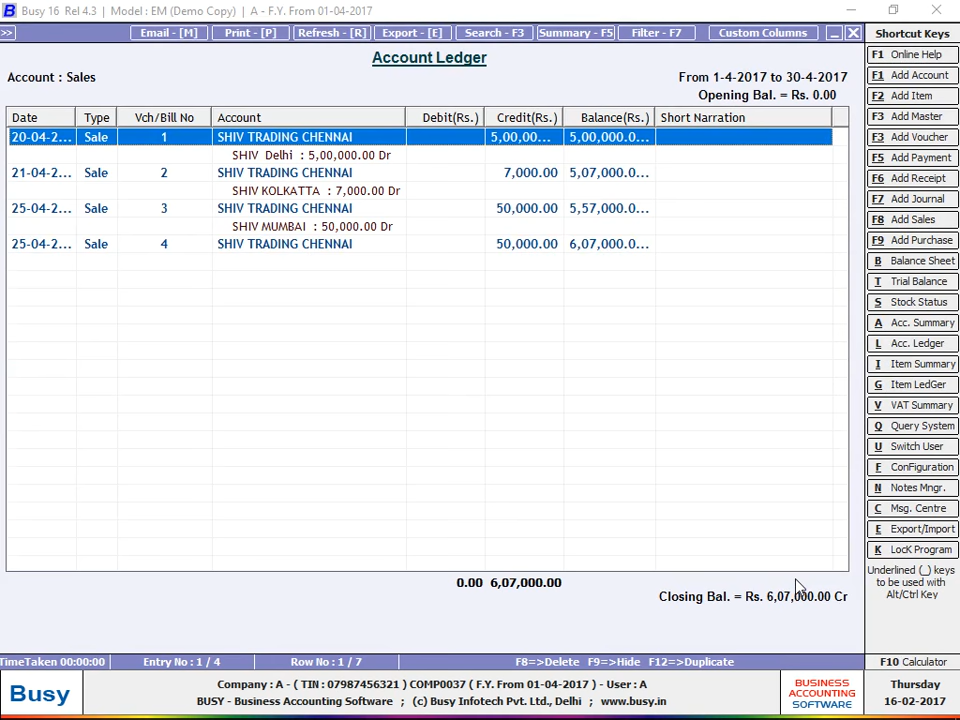 B Busy 16 Rel 4.3 | Model : EM (Demo Copy) | A - F.Y. From 01-04-2017
>> Email - [M] Print - [P] Refresh - [R] Export - [E] Search - F3 Summary - F5 Filter - F7 Custom Columns
Account Ledger
Account : Sales
From 1-4-2017 to 30-4-2017
Opening Bal. = Rs. 0.00
Date Type Vch/Bill No Account Debit(Rs.) Credit(Rs.) Balance(Rs.) Short Narration
20-04-2... Sale 1 SHIV TRADING CHENNAI 5,00,00... 5,00,000.0...
SHIV Delhi : 5,00,000.00 Dr
21-04-2... Sale 2 SHIV TRADING CHENNAI 7,000.00 5,07,000.0...
SHIV KOLKATTA : 7,000.00 Dr
25-04-2... Sale 3 SHIV TRADING CHENNAI 50,000.00 5,57,000.0...
SHIV MUMBAI : 50,000.00 Dr
25-04-2... Sale 4 SHIV TRADING CHENNAI 50,000.00 6,07,000.0...
0.00 6,07,000.00
Closing Bal. = Rs. 6,07,000.00 Cr
TimeTaken 00:00:00 Entry No : 1 / 4 Row No : 1 / 7 F8=>Delete F9=>Hide F12=>Duplicate
Busy
Company : A - ( TIN : 07987456321 ) COMP0037 ( F.Y. From 01-04-2017 ) - User : A
BUSY - Business Accounting Software ; (c) Busy Infotech Pvt. Ltd., Delhi ; www.busy.in
BUSINESS
ACCOUNTING
SOFTWARE
Shortcut Keys
F1 Online Help
F1 Add Account
F2 Add Item
F3 Add Master
F3 Add Voucher
F5 Add Payment
F6 Add Receipt
F7 Add Journal
F8 Add Sales
F9 Add Purchase
B Balance Sheet
T Trial Balance
S Stock Status
A Acc. Summary
L Acc. Ledger
I Item Summary
G Item LedGer
V VAT Summary
Q Query System
U Switch User
F ConFiguration
N Notes Mngr.
C Msg. Centre
E Export/Import
K LocK Program
Underlined (_) keys
to be used with
Alt/Ctrl Key
F10 Calculator
Thursday
16-02-2017